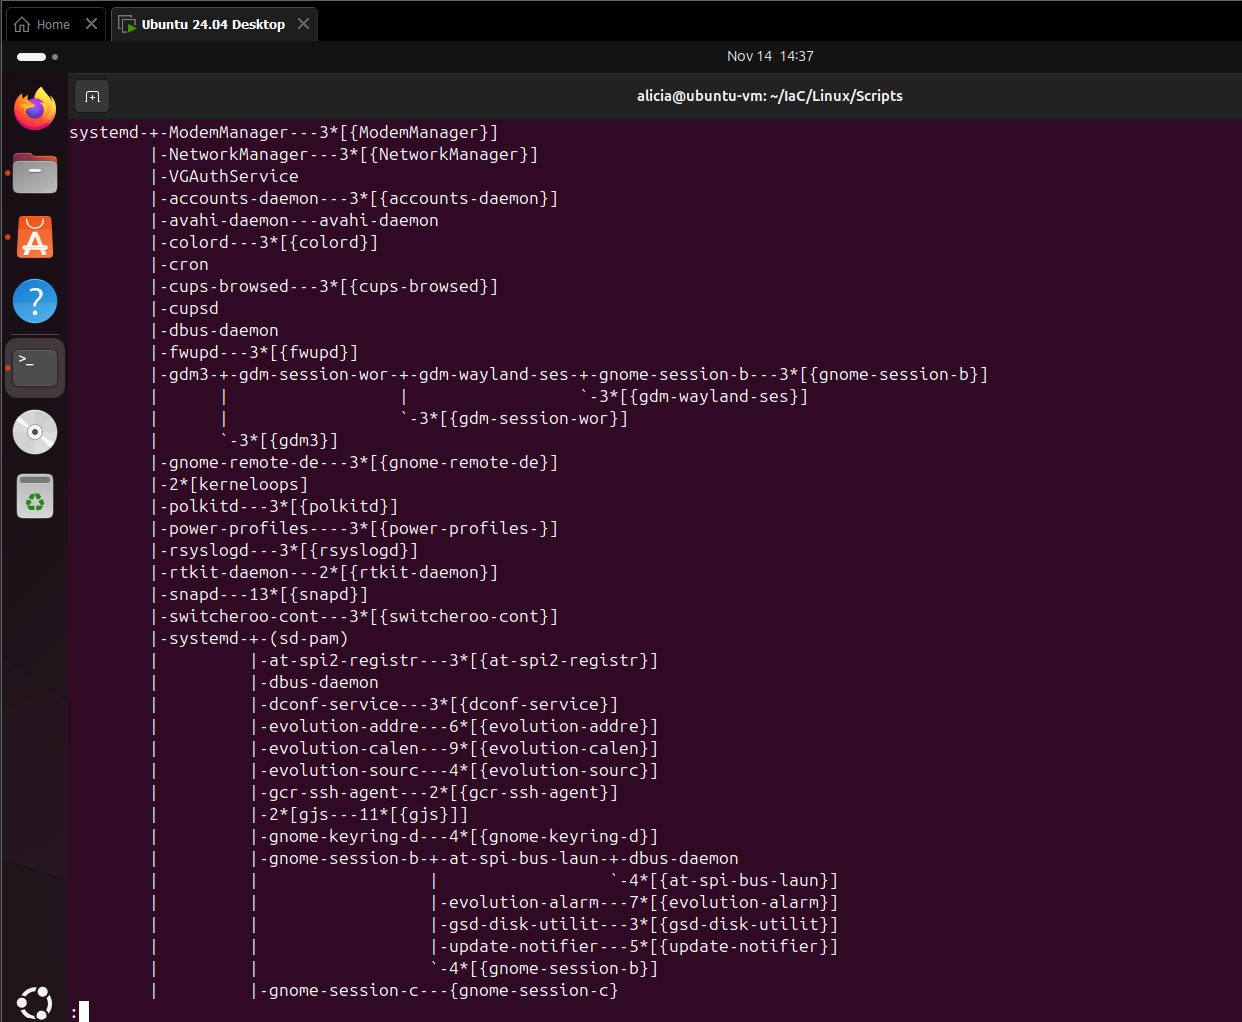 Home
Ubuntu 24.04 Desktop
Nov 14 14:37
alicia@ubuntu-vm: ~/IaC/Linux/Scripts
systemd-+-ModemManager---3*[{ModemManager}]
        |-NetworkManager---3*[{NetworkManager}]
        |-VGAuthService
        |-accounts-daemon---3*[{accounts-daemon}]
        |-avahi-daemon---avahi-daemon
        |-colord---3*[{colord}]
        |-cron
        |-cups-browsed---3*[{cups-browsed}]
        |-cupsd
        |-dbus-daemon
        |-fwupd---3*[{fwupd}]
        |-gdm3-+-gdm-session-wor-+-gdm-wayland-ses-+-gnome-session-b---3*[{gnome-session-b}]
        |      |                 |                 `-3*[{gdm-wayland-ses}]
        |      |                 `-3*[{gdm-session-wor}]
        |      `-3*[{gdm3}]
        |-gnome-remote-de---3*[{gnome-remote-de}]
        |-2*[kerneloops]
        |-polkitd---3*[{polkitd}]
        |-power-profiles----3*[{power-profiles-}]
        |-rsyslogd---3*[{rsyslogd}]
        |-rtkit-daemon---2*[{rtkit-daemon}]
        |-snapd---13*[{snapd}]
        |-switcheroo-cont---3*[{switcheroo-cont}]
        |-systemd-+-(sd-pam)
        |         |-at-spi2-registr---3*[{at-spi2-registr}]
        |         |-dbus-daemon
        |         |-dconf-service---3*[{dconf-service}]
        |         |-evolution-addre---6*[{evolution-addre}]
        |         |-evolution-calen---9*[{evolution-calen}]
        |         |-evolution-sourc---4*[{evolution-sourc}]
        |         |-gcr-ssh-agent---2*[{gcr-ssh-agent}]
        |         |-2*[gjs---11*[{gjs}]]
        |         |-gnome-keyring-d---4*[{gnome-keyring-d}]
        |         |-gnome-session-b-+-at-spi-bus-laun-+-dbus-daemon
        |         |                 |                 `-4*[{at-spi-bus-laun}]
        |         |                 |-evolution-alarm---7*[{evolution-alarm}]
        |         |                 |-gsd-disk-utilit---3*[{gsd-disk-utilit}]
        |         |                 |-update-notifier---5*[{update-notifier}]
        |         |                 `-4*[{gnome-session-b}]
        |         |-gnome-session-c---{gnome-session-c}
: